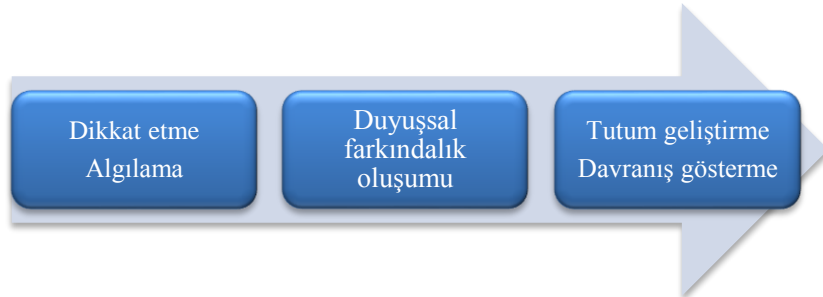 Dikkat etme
Algılama
Duyuşsal
farkındalık
oluşumu
Tutum geliştirme
Davranış gösterme